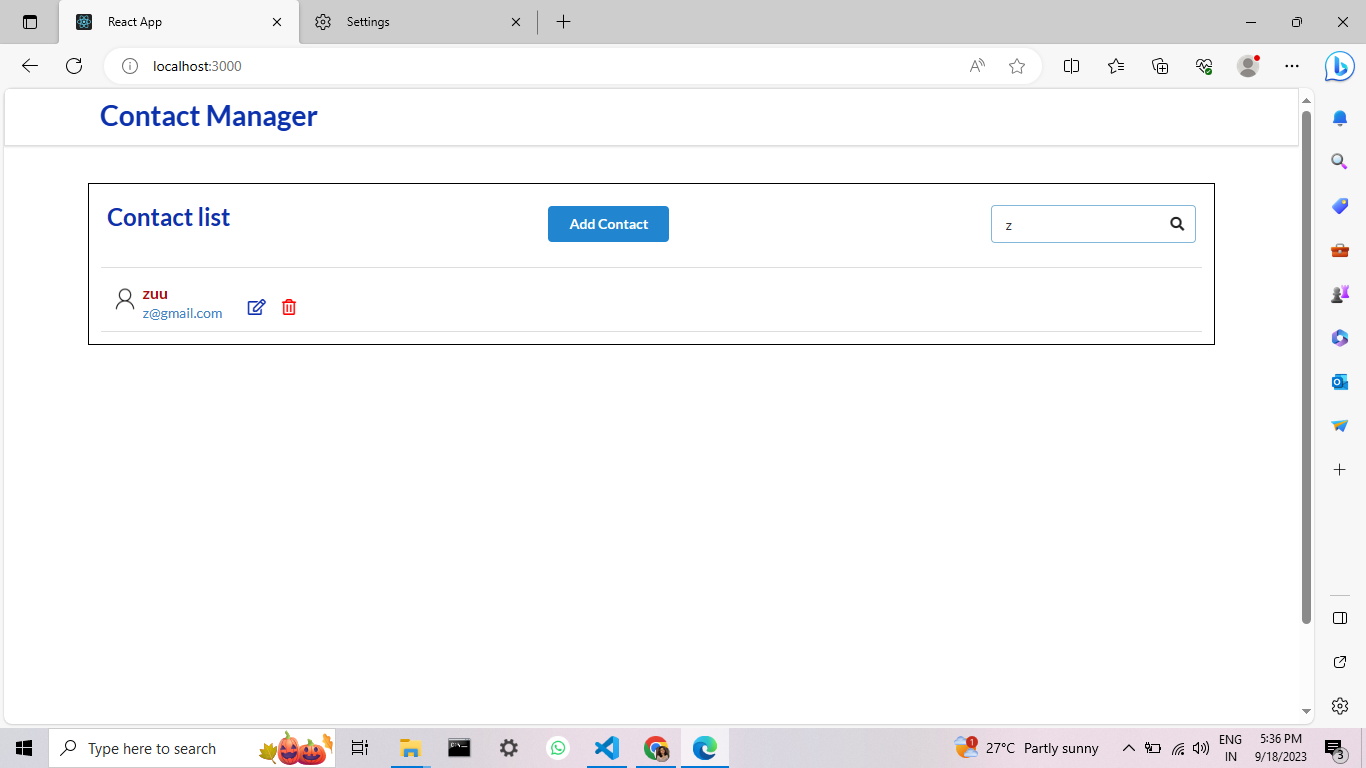 React App
Settings
localhost:3000
Contact Manager
Contact list
Add Contact
z
zuu
z@gmail.com
Type here to search
1
27°C Partly sunny
ENG
IN
5:36 PM
9/18/2023
3